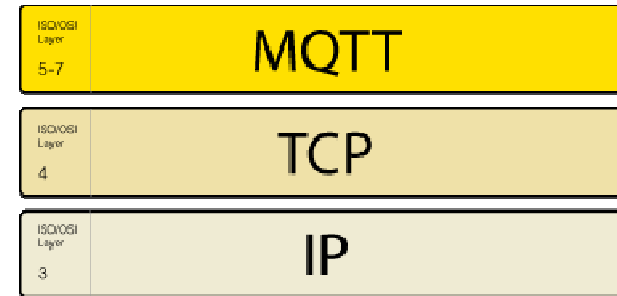 ISO/OSI
Layer
5-7
MQTT
ISO/OSI
Layer
4
TCP
ISO/OSI
Layer
3
IP